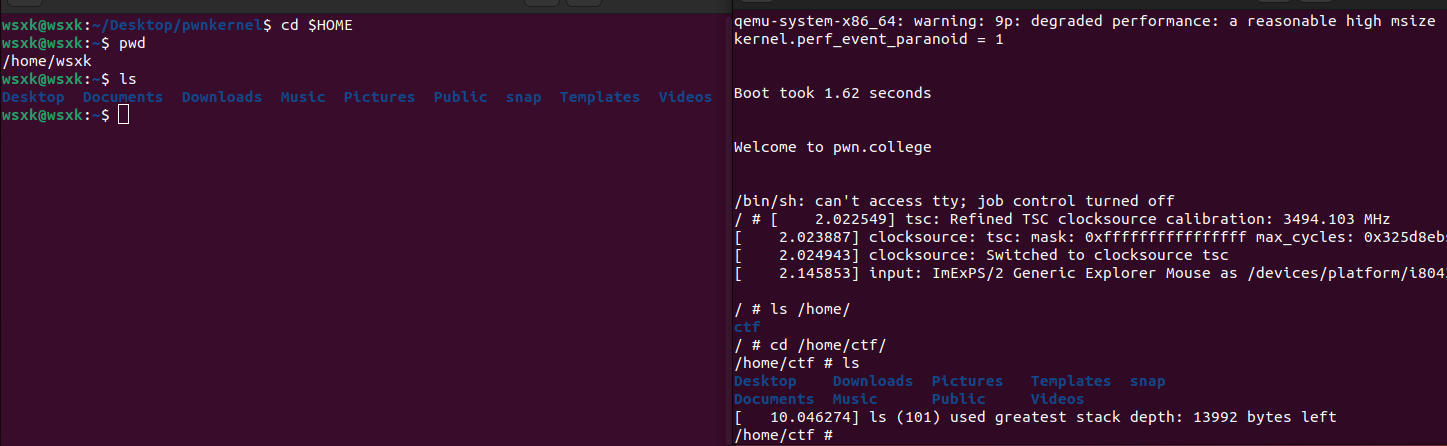 wsxk@wsxk:~/Desktop/pwnkernel$ cd $HOME
wsxk@wsxk:~$ pwd
/home/wsxk
wsxk@wsxk:~$ ls
Desktop  Documents  Downloads  Music  Pictures  Public  snap  Templates  Videos
wsxk@wsxk:~$
qemu-system-x86_64: warning: 9p: degraded performance: a reasonable high msize
kernel.perf_event_paranoid = 1
Boot took 1.62 seconds
Welcome to pwn.college
/bin/sh: can't access tty; job control turned off
/ # [    2.022549] tsc: Refined TSC clocksource calibration: 3494.103 MHz
[    2.023887] clocksource: tsc: mask: 0xffffffffffffffff max_cycles: 0x325d8eb
[    2.024943] clocksource: Switched to clocksource tsc
[    2.145853] input: ImExPS/2 Generic Explorer Mouse as /devices/platform/i804
/ # ls /home/
ctf
/ # cd /home/ctf/
/home/ctf # ls
Desktop    Downloads  Pictures   Templates  snap
Documents  Music      Public     Videos
[   10.046274] ls (101) used greatest stack depth: 13992 bytes left
/home/ctf #